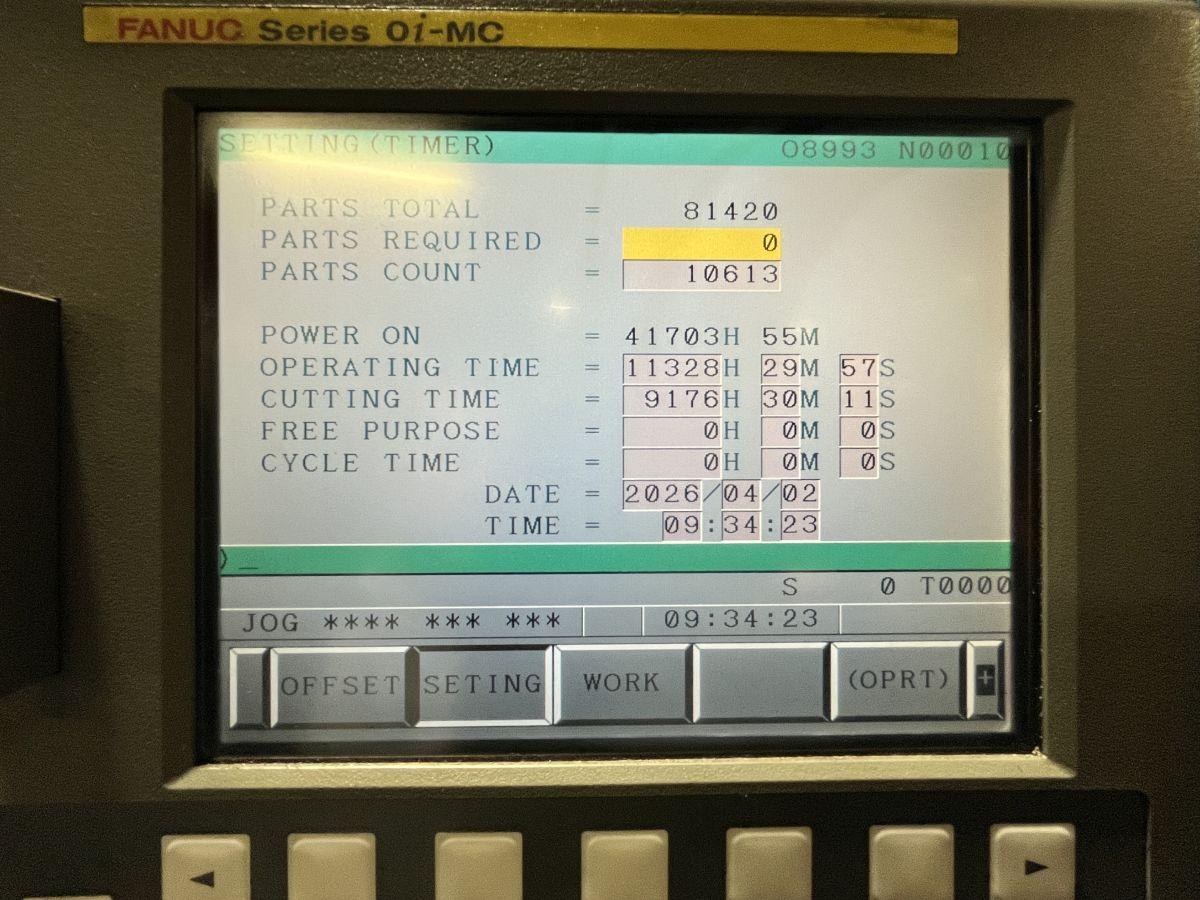 FANUC Series 0i-MC
SETTING(TIMER) O8993 N00010
PARTS TOTAL = 81420
PARTS REQUIRED = 0
PARTS COUNT = 10613
POWER ON = 41703H 55M
OPERATING TIME = 11328H 29M 57S
CUTTING TIME = 9176H 30M 11S
FREE PURPOSE = 0H 0M 0S
CYCLE TIME = 0H 0M 0S
DATE = 2026/04/02
TIME = 09:34:23
)_
S 0 T0000
JOG **** *** *** 09:34:23
OFFSET SETING WORK (OPRT) +
◄ ►